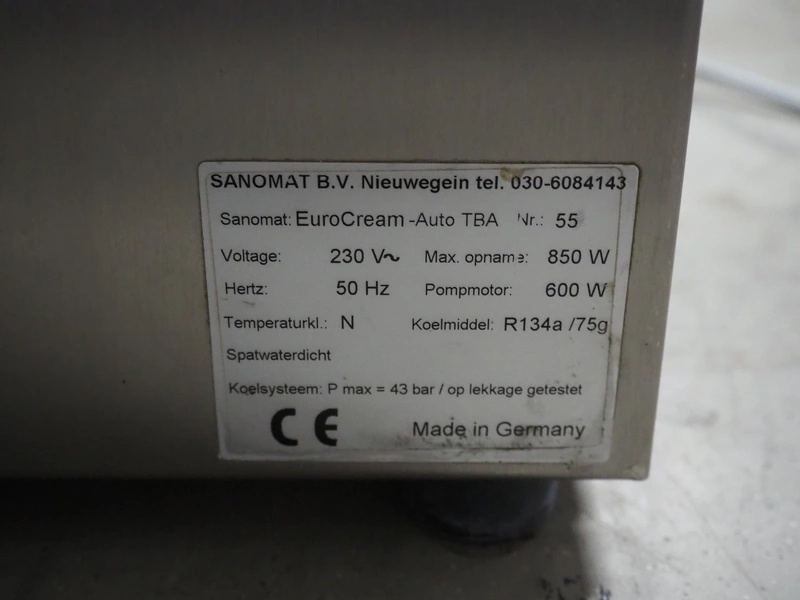 SANOMAT B.V. Nieuwegein tel. 030-6084143
Sanomat: EuroCream -Auto TBA Nr.: 55
Voltage: 230 V~ Max. opname: 850 W
Hertz: 50 Hz Pompmotor: 600 W
Temperaturkl.: N Koelmiddel: R134a /75g
Spatwaterdicht
Koelsysteem: P max = 43 bar / op lekkage getestet
CE Made in Germany